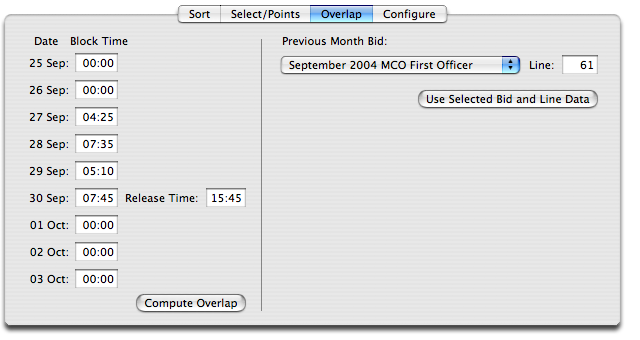 Sort Select/Points Overlap Configure
Date Block Time
25 Sep: 00:00
26 Sep: 00:00
27 Sep: 04:25
28 Sep: 07:35
29 Sep: 05:10
30 Sep: 07:45 Release Time: 15:45
01 Oct: 00:00
02 Oct: 00:00
03 Oct: 00:00
Compute Overlap
Previous Month Bid:
September 2004 MCO First Officer Line: 61
Use Selected Bid and Line Data